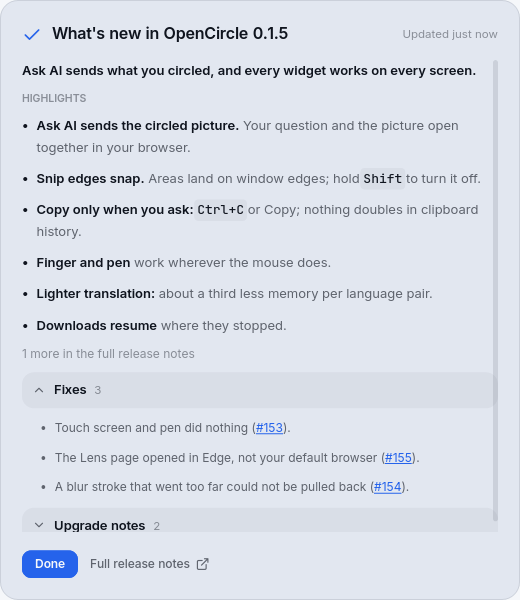 What's new in OpenCircle 0.1.5
Updated just now
Ask AI sends what you circled, and every widget works on every screen.
HIGHLIGHTS
• Ask AI sends the circled picture. Your question and the picture open
together in your browser.
• Snip edges snap. Areas land on window edges; hold Shift to turn it off.
• Copy only when you ask: Ctrl+C or Copy; nothing doubles in clipboard
history.
• Finger and pen work wherever the mouse does.
• Lighter translation: about a third less memory per language pair.
• Downloads resume where they stopped.
1 more in the full release notes
Fixes 3
• Touch screen and pen did nothing (#153).
• The Lens page opened in Edge, not your default browser (#155).
• A blur stroke that went too far could not be pulled back (#154).
Upgrade notes 2
Done
Full release notes